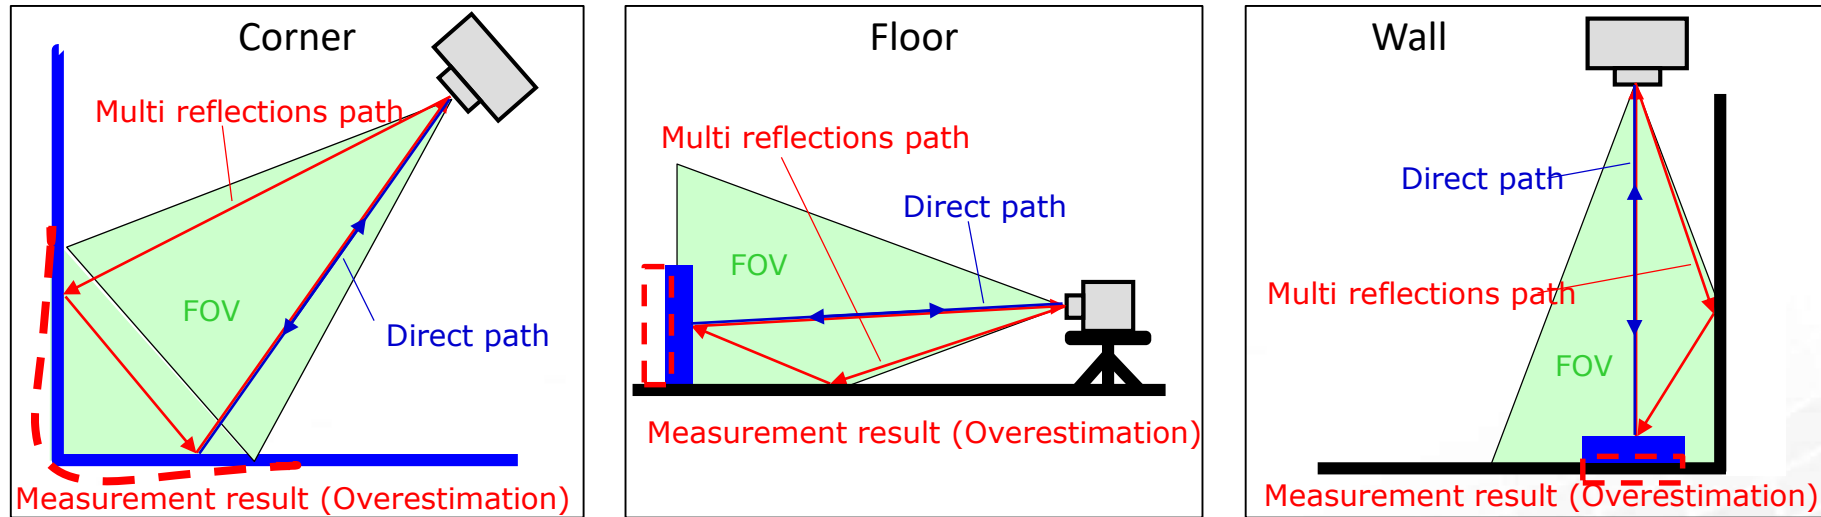 Corner
Multi reflections path
FOV
Direct path
Measurement result (Overestimation)
Floor
Multi reflections path
Direct path
FOV
Measurement result (Overestimation)
Wall
Direct path
Multi reflections path
FOV
Measurement result (Overestimation)